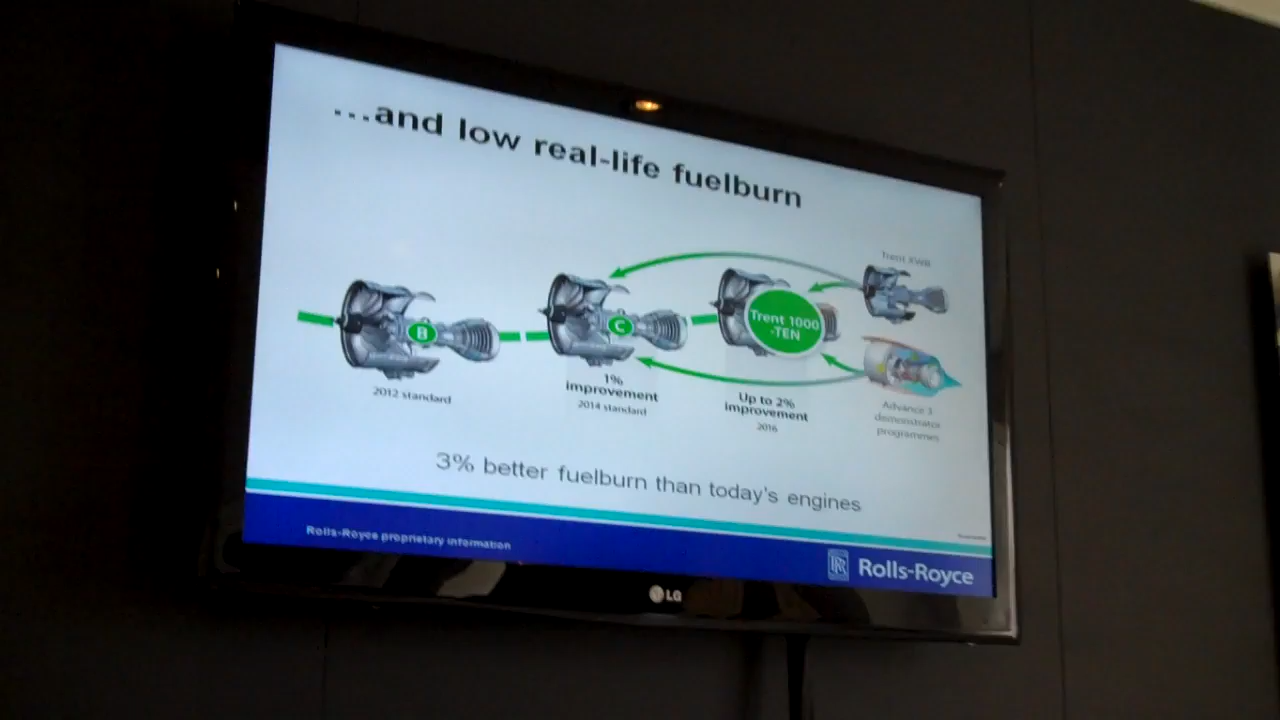 ...and low real-life fuelburn
Trent XWB
B
C
Trent 1000
-TEN
2012 standard
1%
improvement
2014 standard
Up to 2%
improvement
2016
Advance 3
demonstrator
programmes
3% better fuelburn than today's engines
Rolls-Royce proprietary information
RR
Rolls-Royce
LG